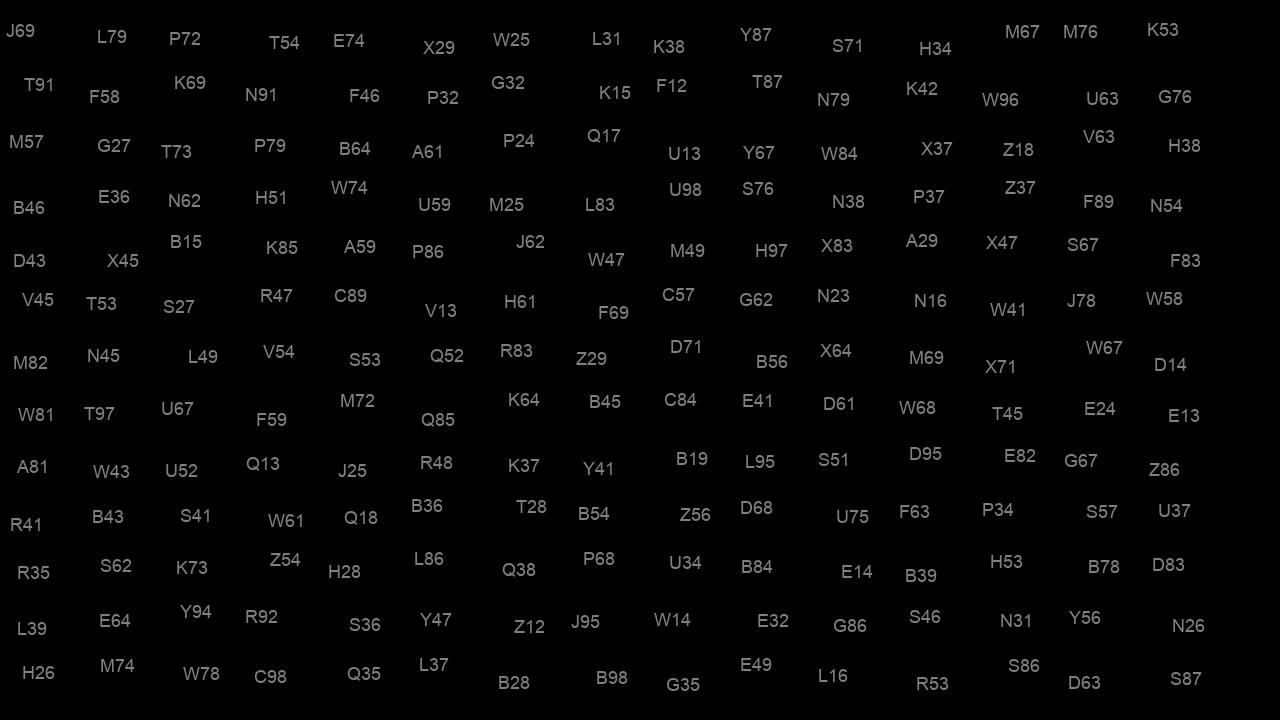 J69 L79 P72 T54 E74 X29 W25 L31 K38 Y87 S71 H34 M67 M76 K53
T91 F58 K69 N91 F46 P32 G32 K15 F12 T87 N79 K42 W96 U63 G76
M57 G27 T73 P79 B64 A61 P24 Q17 U13 Y67 W84 X37 Z18 V63 H38
B46 E36 N62 H51 W74 U59 M25 L83 U98 S76 N38 P37 Z37 F89 N54
D43 X45 B15 K85 A59 P86 J62 W47 M49 H97 X83 A29 X47 S67 F83
V45 T53 S27 R47 C89 V13 H61 F69 C57 G62 N23 N16 W41 J78 W58
M82 N45 L49 V54 S53 Q52 R83 Z29 D71 B56 X64 M69 X71 W67 D14
W81 T97 U67 F59 M72 Q85 K64 B45 C84 E41 D61 W68 T45 E24 E13
A81 W43 U52 Q13 J25 R48 K37 Y41 B19 L95 S51 D95 E82 G67 Z86
R41 B43 S41 W61 Q18 B36 T28 B54 Z56 D68 U75 F63 P34 S57 U37
R35 S62 K73 Z54 H28 L86 Q38 P68 U34 B84 E14 B39 H53 B78 D83
L39 E64 Y94 R92 S36 Y47 Z12 J95 W14 E32 G86 S46 N31 Y56 N26
H26 M74 W78 C98 Q35 L37 B28 B98 G35 E49 L16 R53 S86 D63 S87